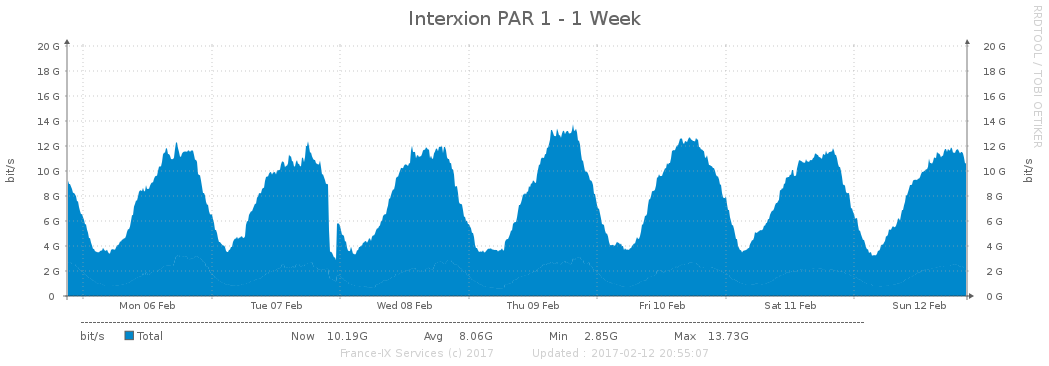 Interxion PAR 1 - 1 Week
RRDTOOL / TOBI OETIKER
bit/s
20 G 20 G
18 G 18 G
16 G 16 G
14 G 14 G
12 G 12 G
10 G 10 G
8 G 8 G
6 G 6 G
4 G 4 G
2 G 2 G
0 0 G
bit/s
Mon 06 Feb Tue 07 Feb Wed 08 Feb Thu 09 Feb Fri 10 Feb Sat 11 Feb Sun 12 Feb
bit/s Total Now 10.19G Avg 8.06G Min 2.85G Max 13.73G
France-IX Services (c) 2017 Updated : 2017-02-12 20:55:07